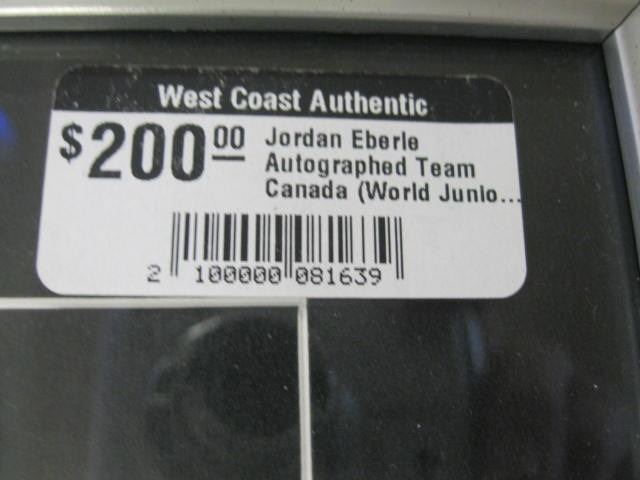 West Coast Authentic
$200.00
Jordan Eberle
Autographed Team
Canada (World Junio...
2 100000 081639